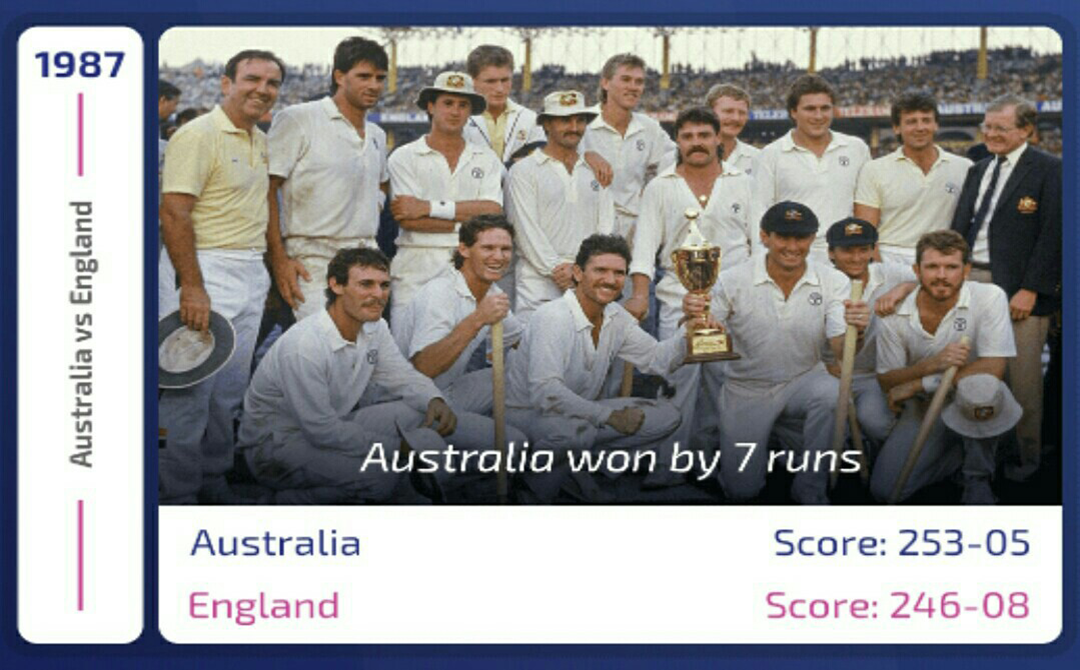 1987
Australia vs England
Australia won by 7 runs
Australia
Score: 253-05
England
Score: 246-08